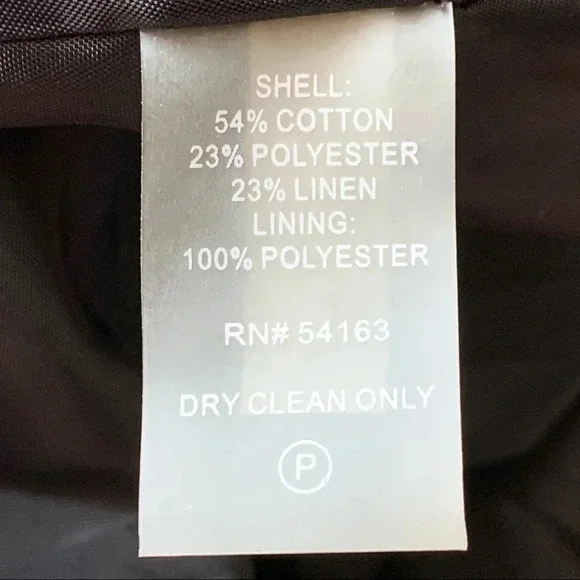 SHELL:
54% COTTON
23% POLYESTER
23% LINEN
LINING:
100% POLYESTER
RN# 54163
DRY CLEAN ONLY
P